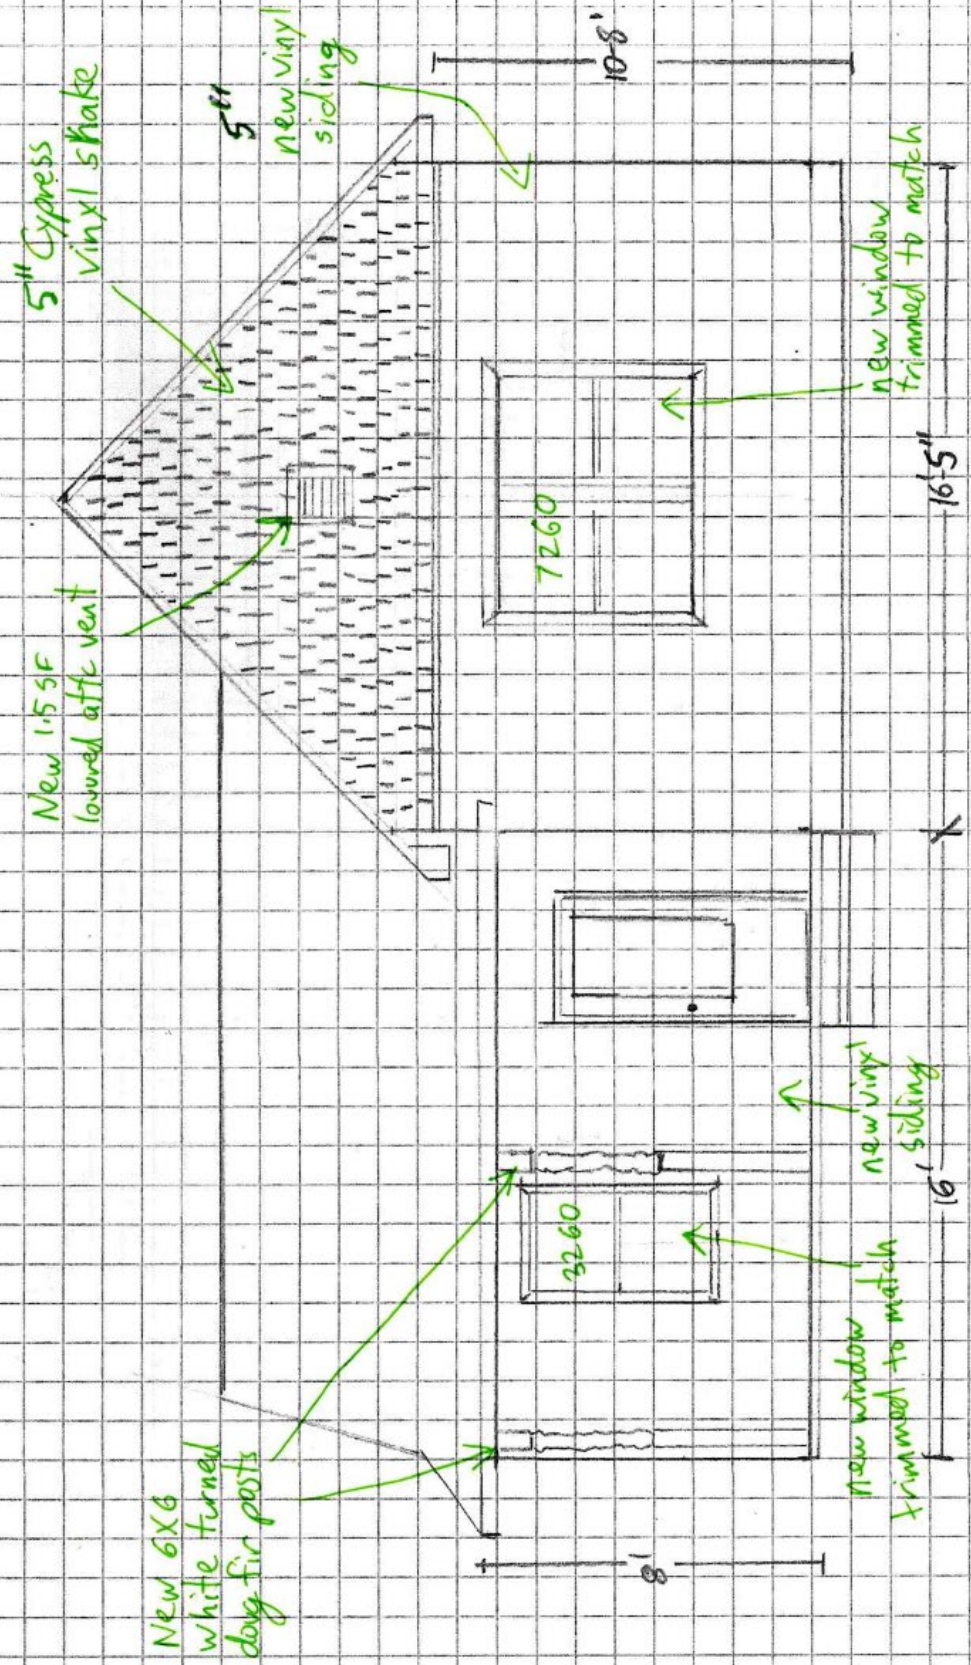 New 6x6
white turned
doug fir posts
New 1.5 SF
louvred attic vent
5" Cypress
vinyl shake
5"
new vinyl
siding
10-8"
8'
3260
7260
new window
trimmed to match
new vinyl
siding
new window
trimmed to match
16'
16'5"